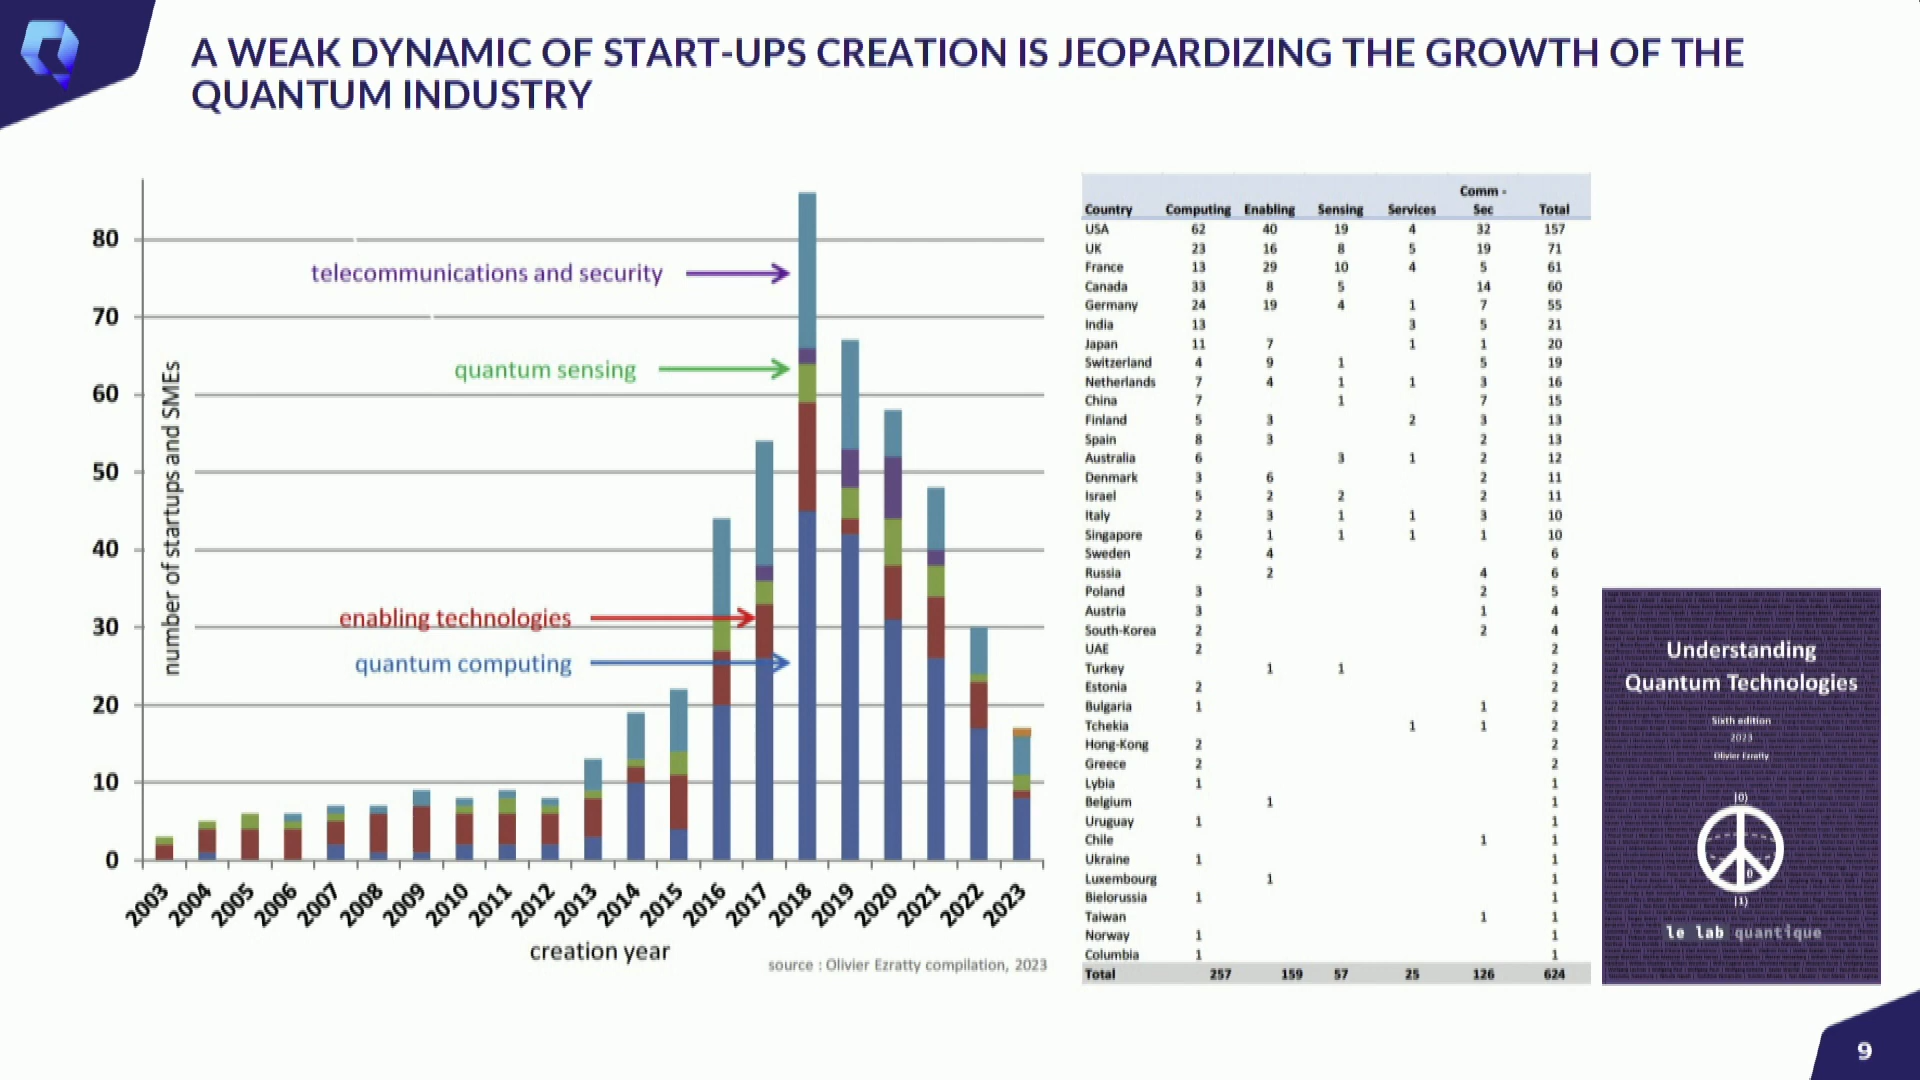 A WEAK DYNAMIC OF START-UPS CREATION IS JEOPARDIZING THE GROWTH OF THE
QUANTUM INDUSTRY
number of startups and SMEs
80
70
60
50
40
30
20
10
0
telecommunications and security
quantum sensing
enabling technologies
quantum computing
2003 2004 2005 2006 2007 2008 2009 2010 2011 2012 2013 2014 2015 2016 2017 2018 2019 2020 2021 2022 2023
creation year
source : Olivier Ezratty compilation, 2023
Country Computing Enabling Sensing Services Comm - Sec Total
USA 62 40 19 4 32 157
UK 23 16 8 5 19 71
France 13 29 10 4 5 61
Canada 33 8 5 14 60
Germany 24 19 4 1 7 55
India 13 3 5 21
Japan 11 7 1 1 20
Switzerland 4 9 1 5 19
Netherlands 7 4 1 1 3 16
China 7 1 7 15
Finland 5 3 2 3 13
Spain 8 3 2 13
Australia 6 3 1 2 12
Denmark 3 6 2 11
Israel 5 2 2 2 11
Italy 2 3 1 1 3 10
Singapore 6 1 1 1 1 10
Sweden 2 4 6
Russia 2 4 6
Poland 3 2 5
Austria 3 1 4
South-Korea 2 2 4
UAE 2 2
Turkey 1 1 2
Estonia 2 2
Bulgaria 1 1 2
Tchekia 1 1 2
Hong-Kong 2 2
Greece 2 2
Lybia 1 1
Belgium 1 1
Uruguay 1 1
Chile 1 1
Ukraine 1 1
Luxembourg 1 1
Bielorussia 1 1
Taiwan 1 1
Norway 1 1
Columbia 1 1
Total 257 159 57 25 126 624
Understanding
Quantum Technologies
Sixth edition
2023
Olivier Ezratty
|0⟩
|1⟩
le lab quantique
9